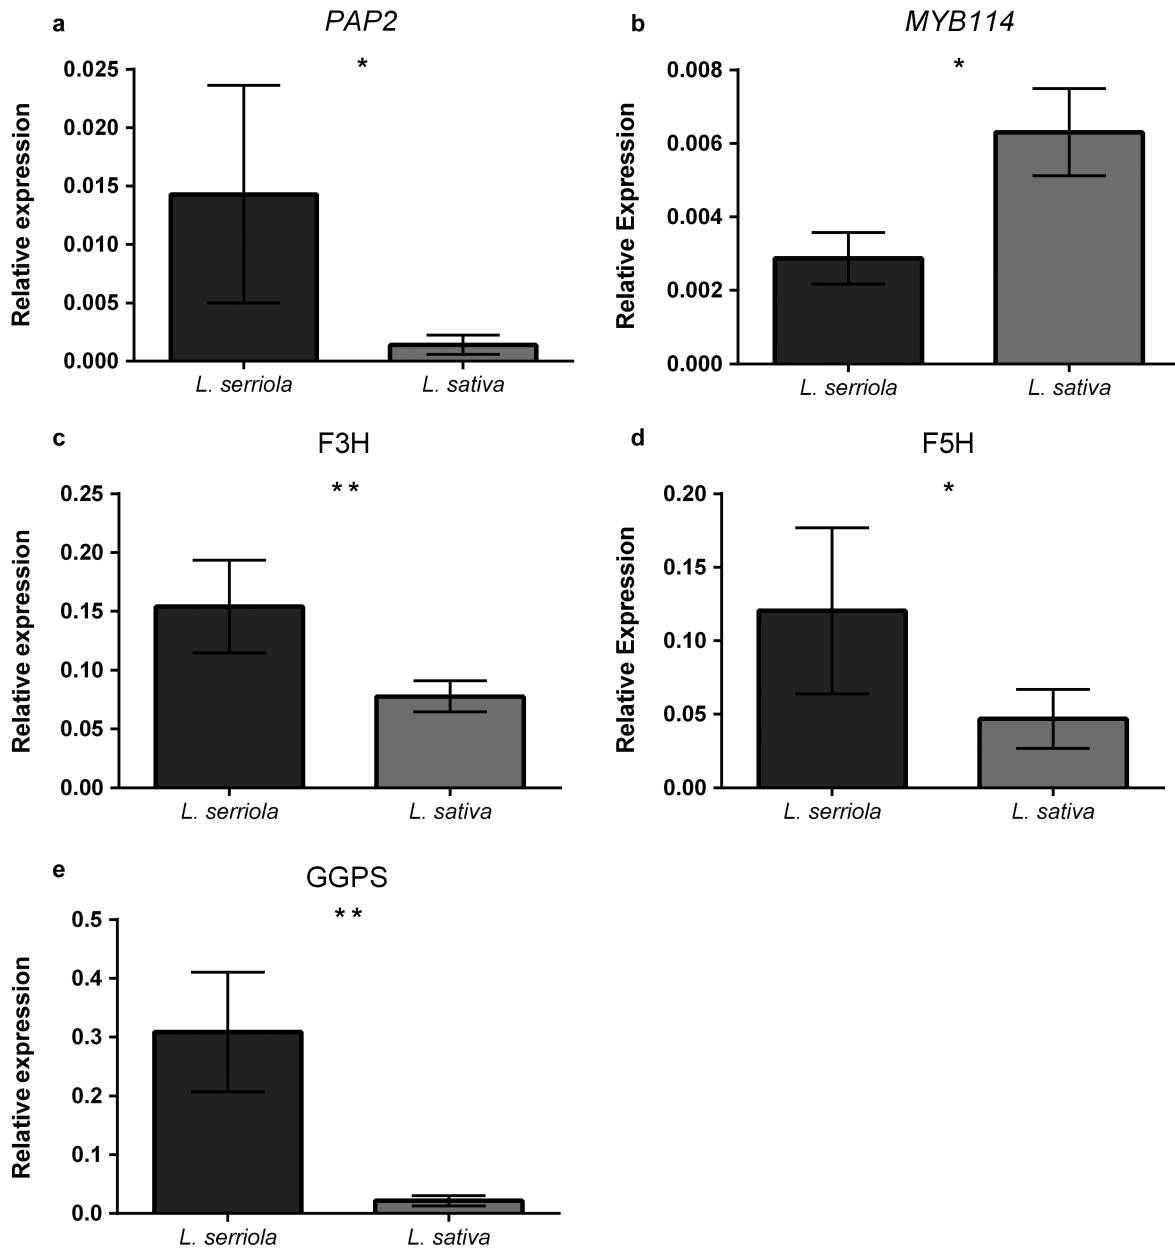 a
PAP2
*
Relative expression
0.025
0.020
0.015
0.010
0.005
0.000
L. serriola
L. sativa
b
MYB114
*
Relative Expression
0.008
0.006
0.004
0.002
0.000
L. serriola
L. sativa
c
F3H
**
Relative expression
0.25
0.20
0.15
0.10
0.05
0.00
L. serriola
L. sativa
d
F5H
*
Relative Expression
0.20
0.15
0.10
0.05
0.00
L. serriola
L. sativa
e
GGPS
**
Relative expression
0.5
0.4
0.3
0.2
0.1
0.0
L. serriola
L. sativa